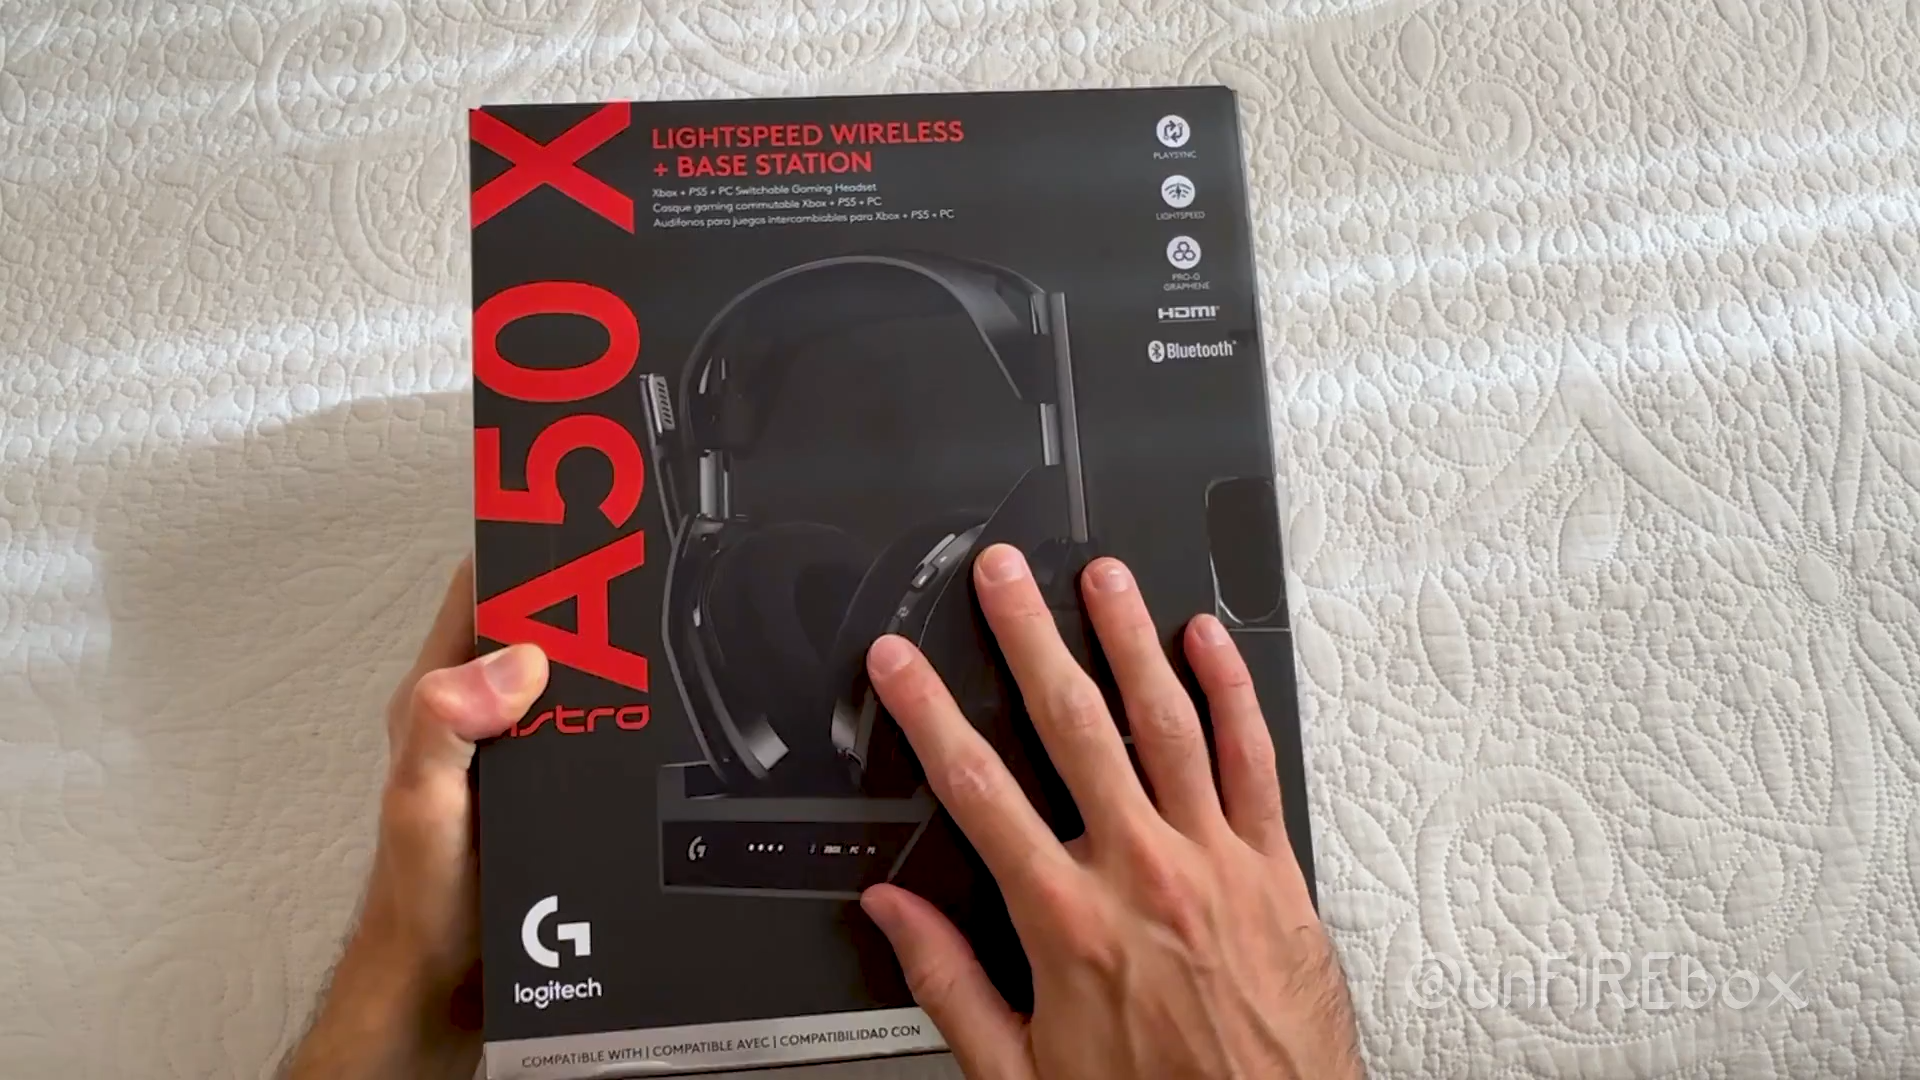 A50 X
astro
LIGHTSPEED WIRELESS
+ BASE STATION
Xbox + PS5 + PC Switchable Gaming Headset
Casque gaming commutable Xbox + PS5 + PC
Audífonos para juegos intercambiables para Xbox + PS5 + PC
PLAYSYNC
LIGHTSPEED
PRO-G
GRAPHENE
HDMI
Bluetooth®
XBOX PC PS
G
logitech
COMPATIBLE WITH | COMPATIBLE AVEC | COMPATIBILIDAD CON
@unFIREbox